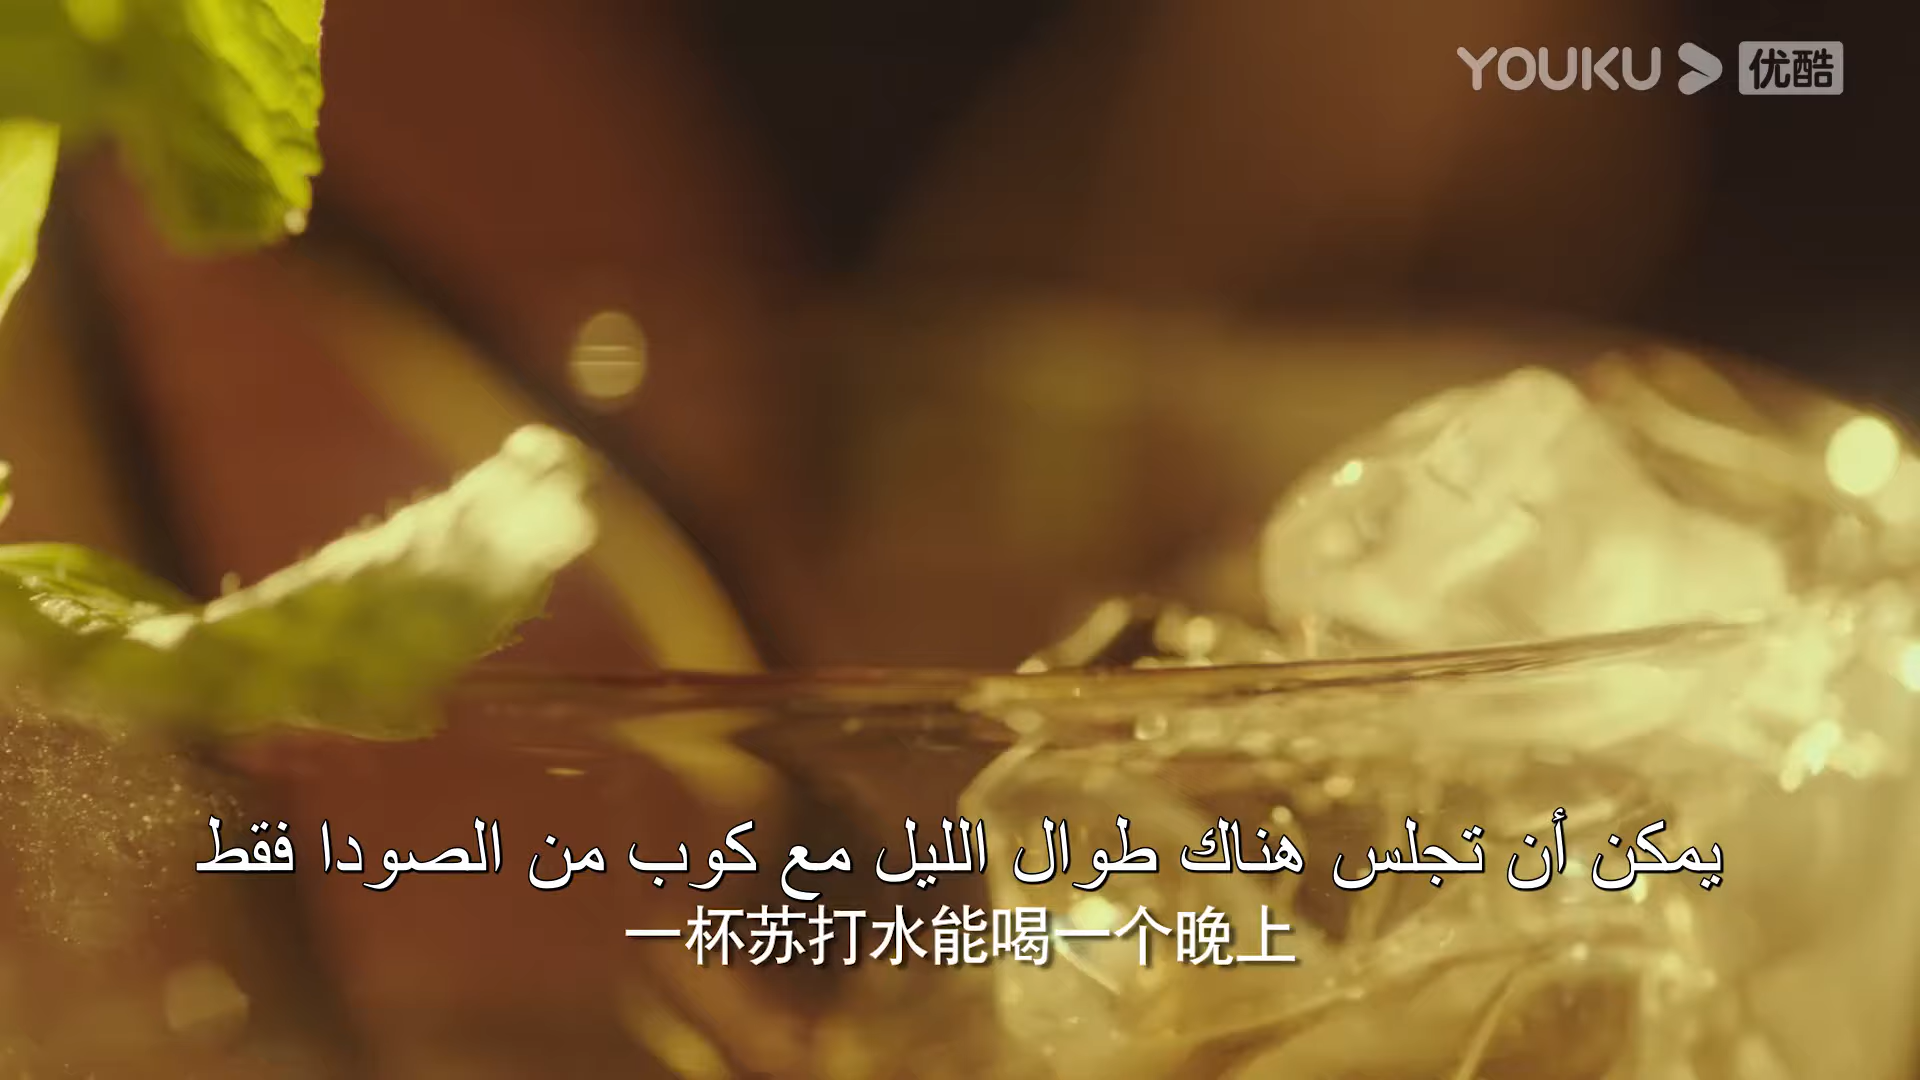 YOUKU 优酷
يمكن أن تجلس هناك طوال الليل مع كوب من الصودا فقط
一杯苏打水能喝一个晚上